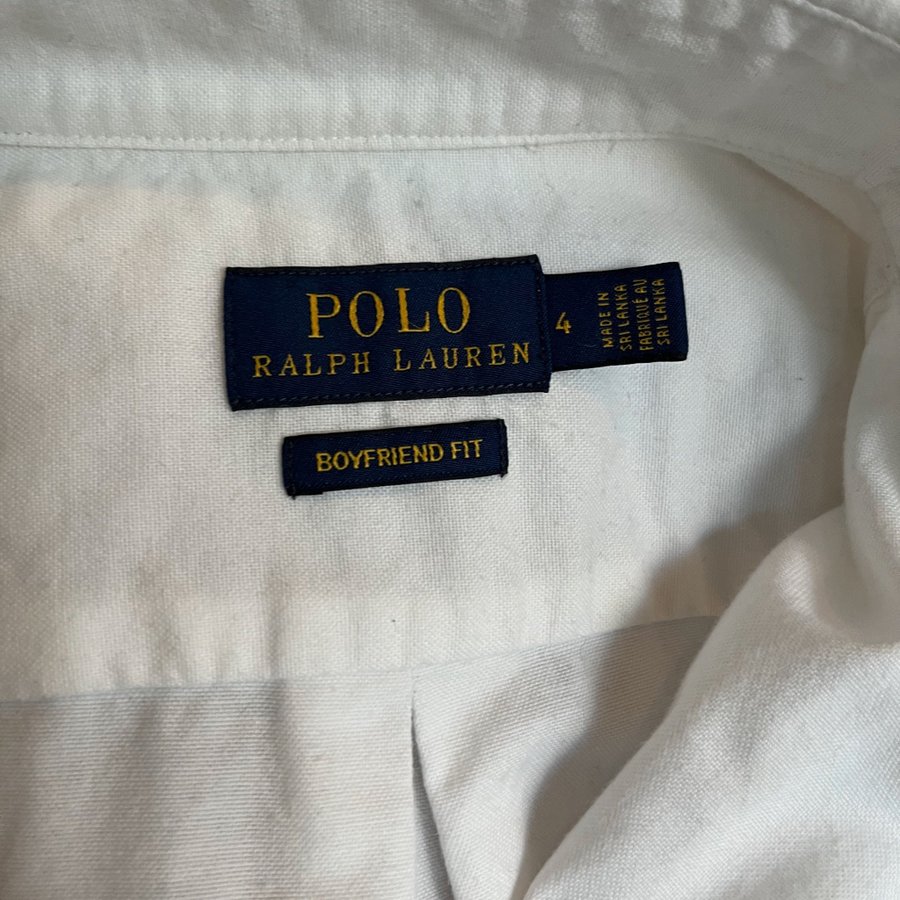 POLO
RALPH LAUREN
4
MADE IN
SRI LANKA
FABRIQUÉ AU
SRI LANKA
BOYFRIEND FIT